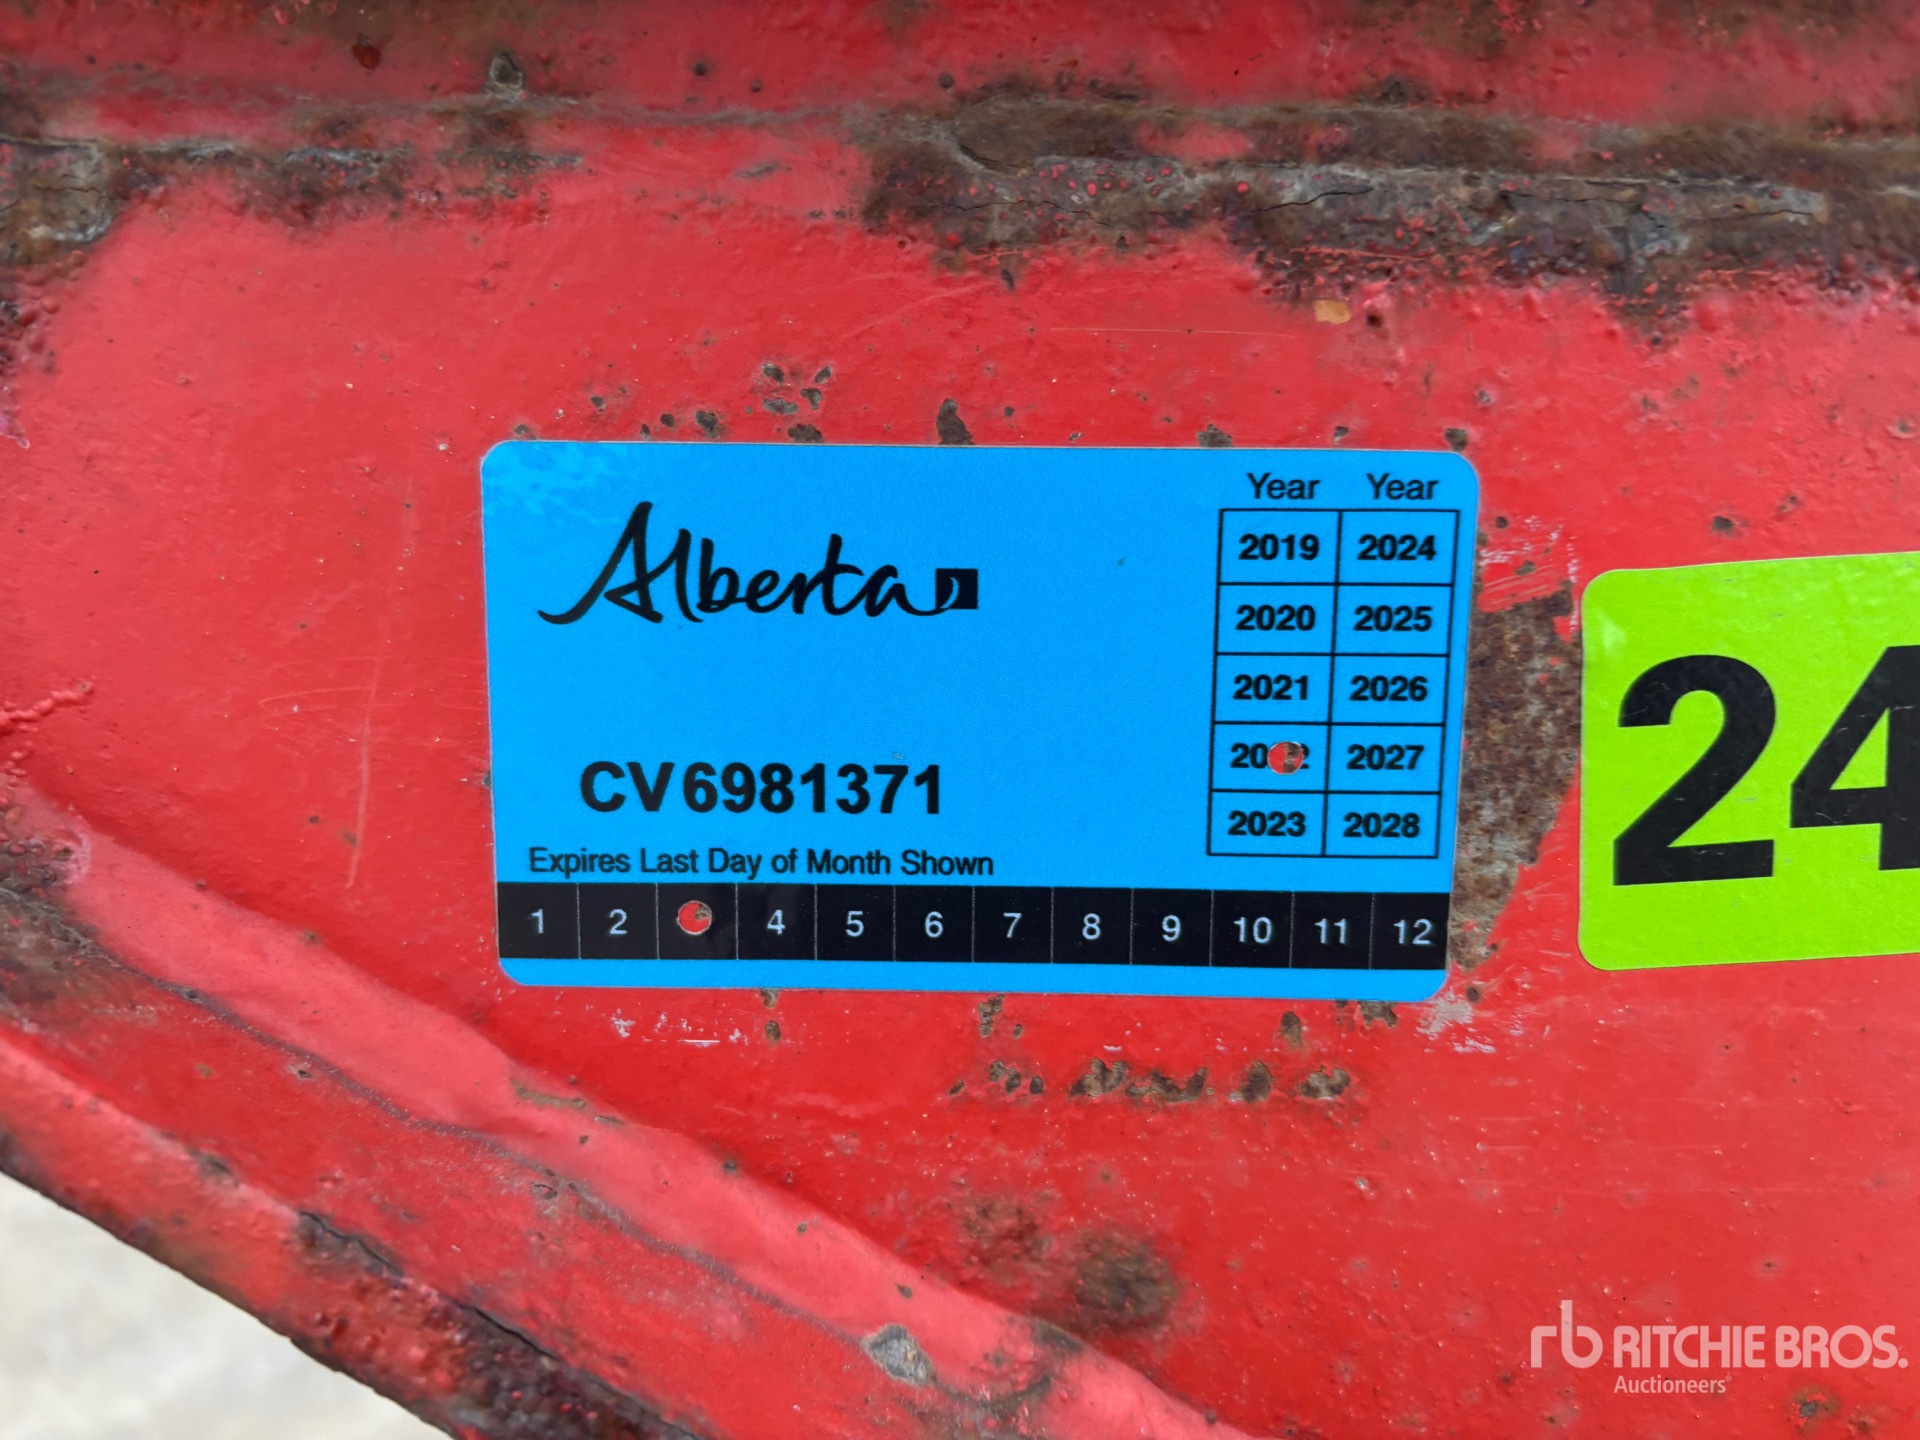 Alberta
Year Year
2019 2024
2020 2025
2021 2026
2027
2023 2028
CV6981371
Expires Last Day of Month Shown
1 2 4 5 6 7 8 9 10 11 12
24
rb RITCHIE BROS.
Auctioneers